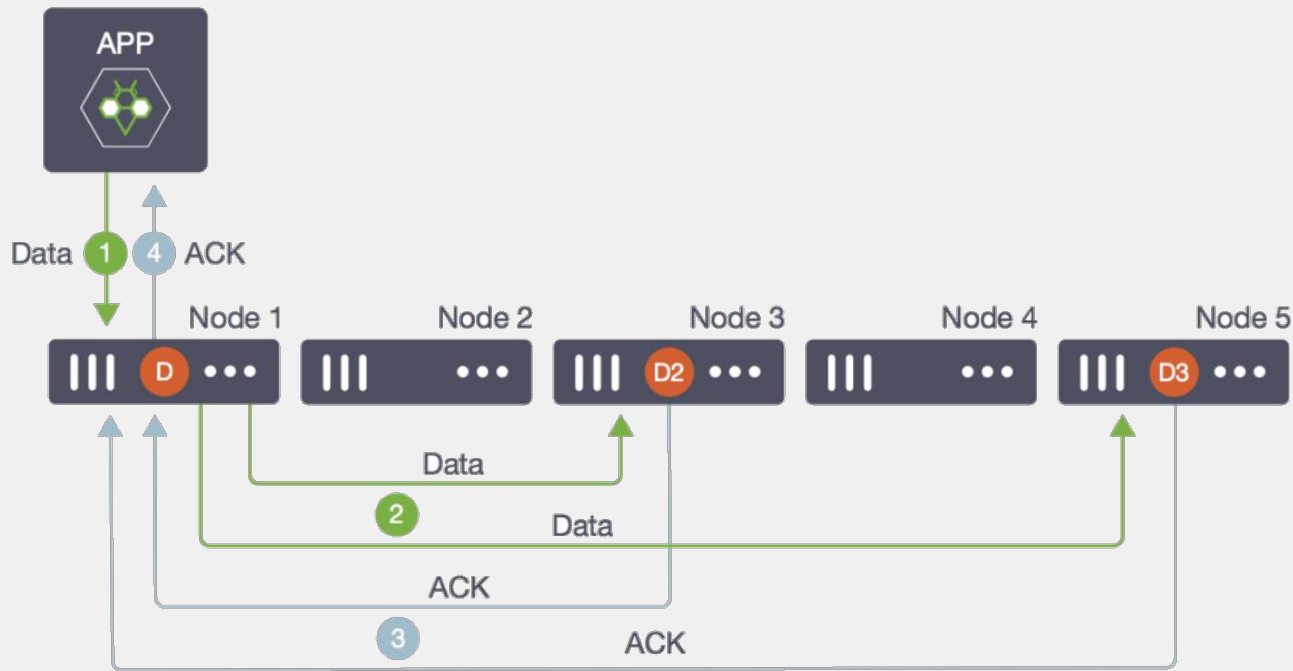 APP
Data 1 4 ACK
Node 1 Node 2 Node 3 Node 4 Node 5
D D2 D3
Data
2
Data
ACK
3
ACK